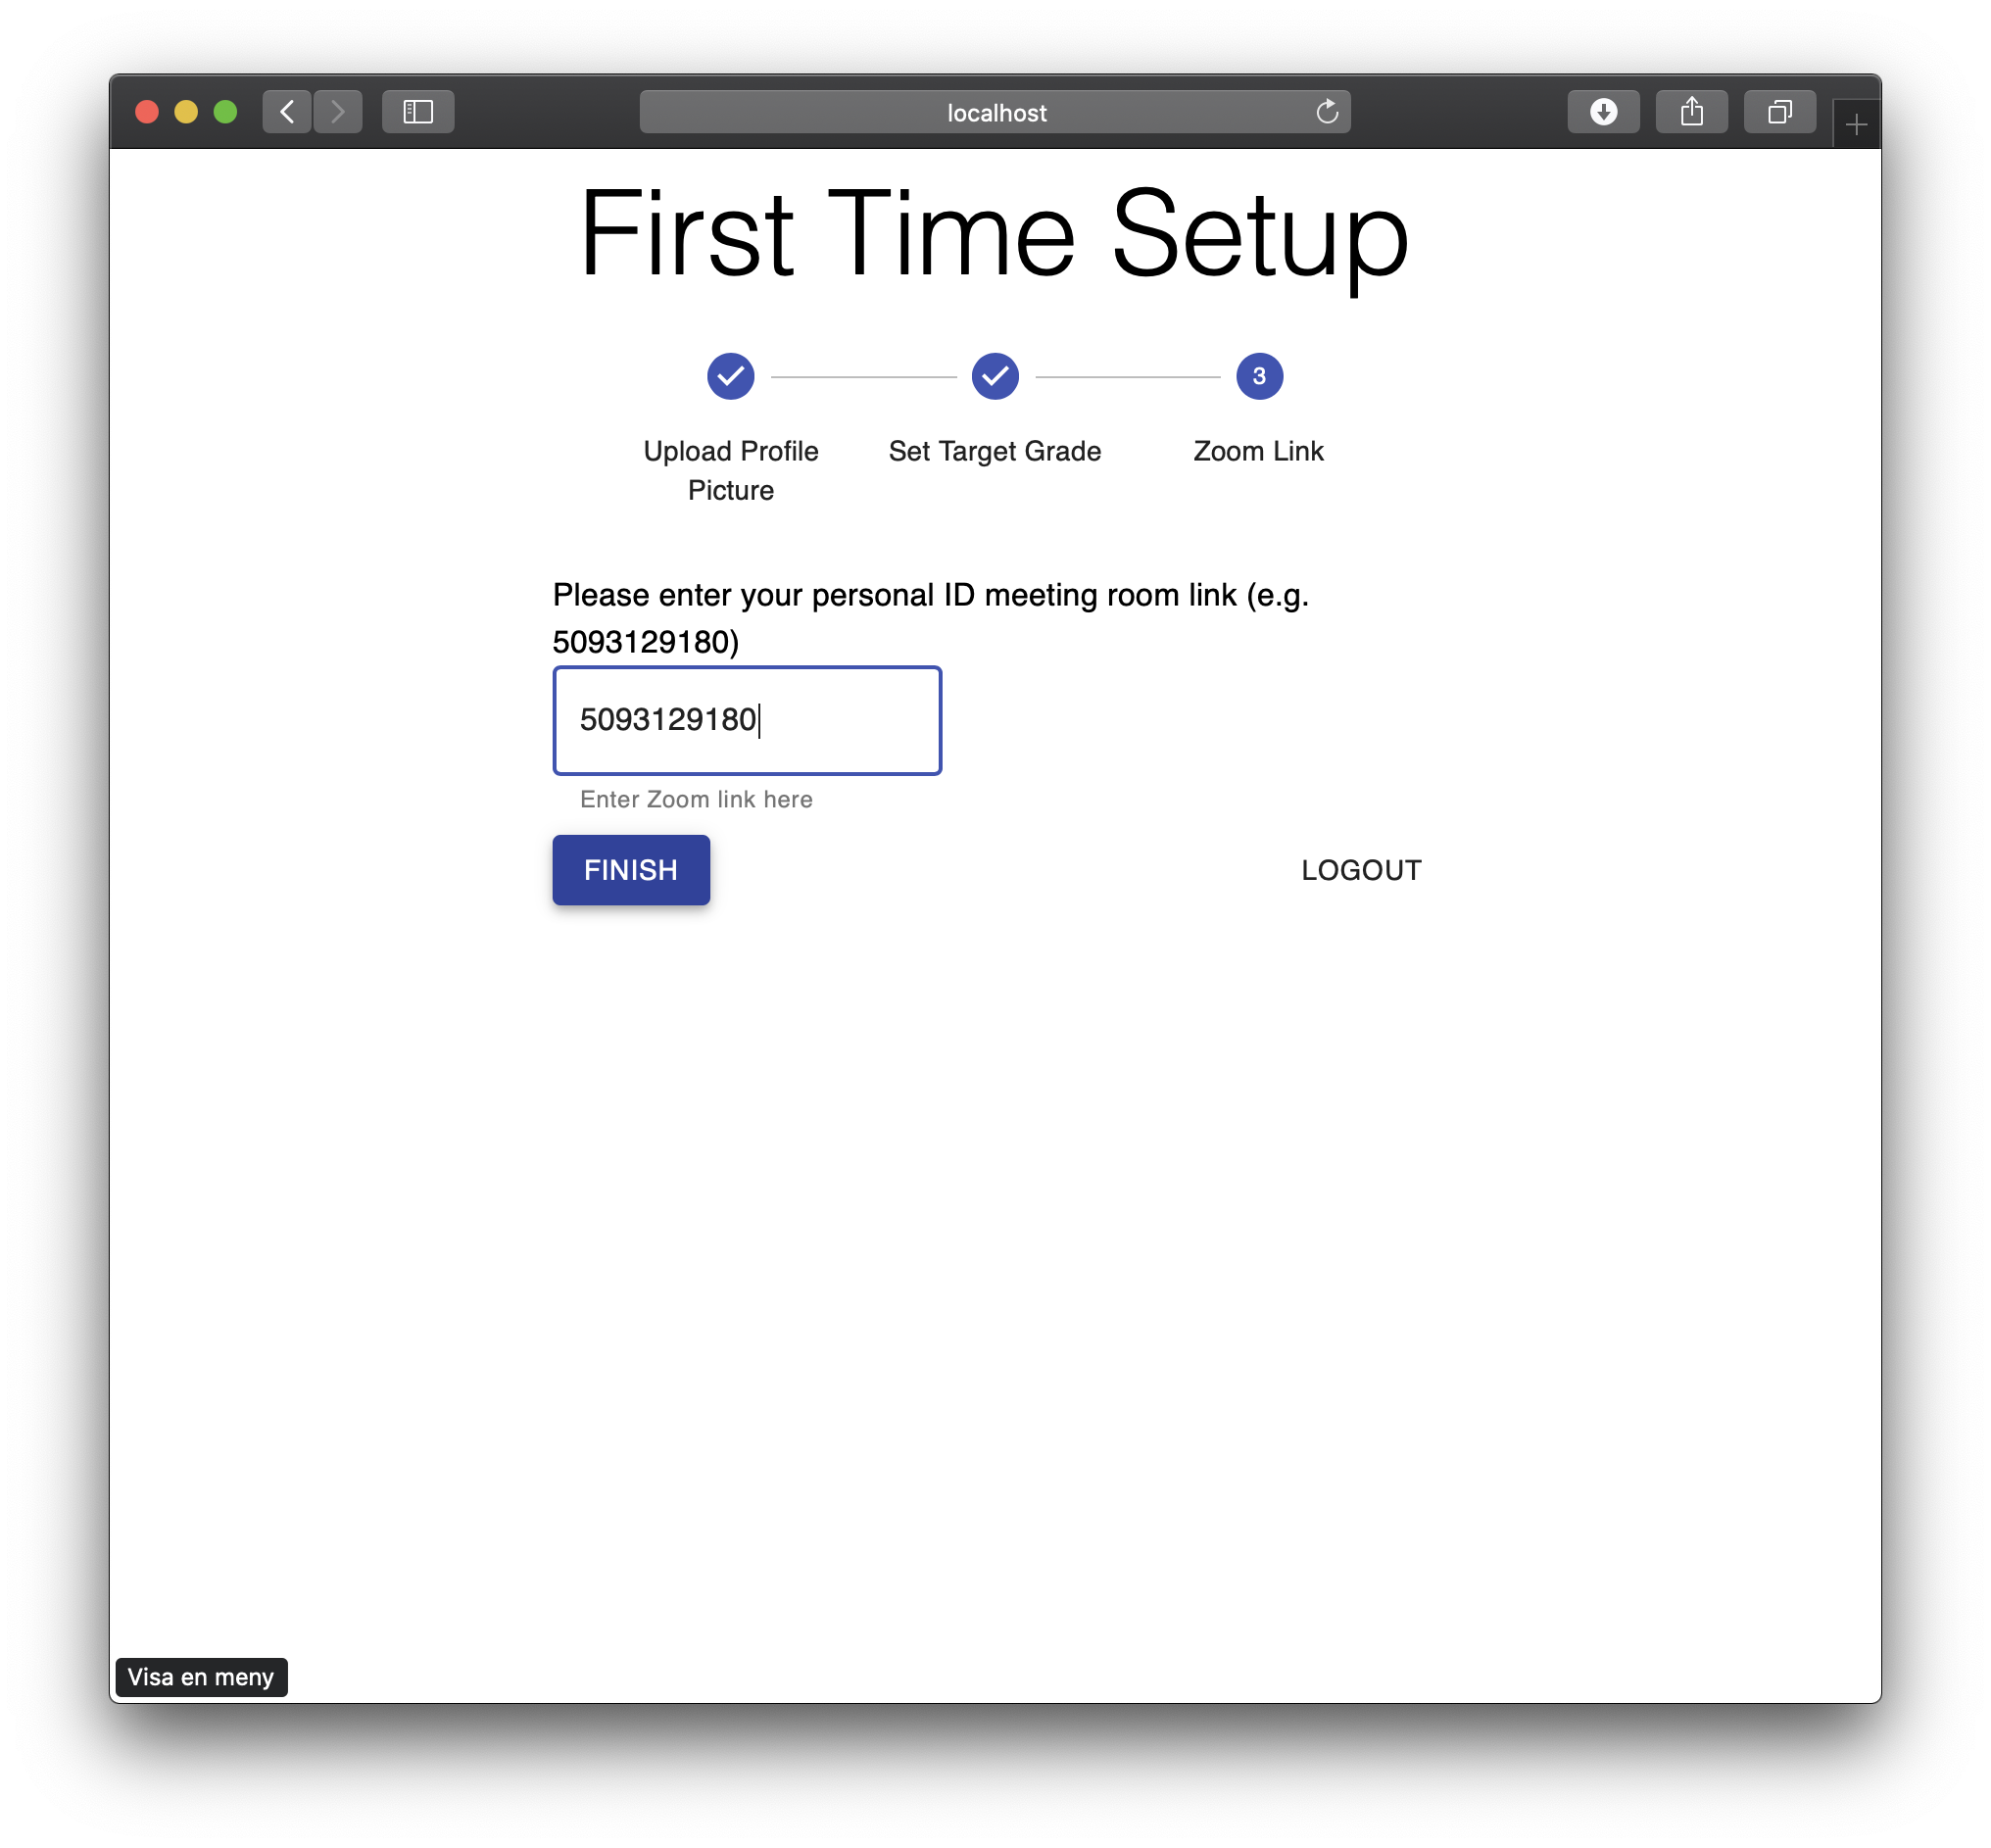 localhost
First Time Setup
3
Upload Profile
Picture
Set Target Grade
Zoom Link
Please enter your personal ID meeting room link (e.g.
5093129180)
5093129180
Enter Zoom link here
FINISH
LOGOUT
Visa en meny